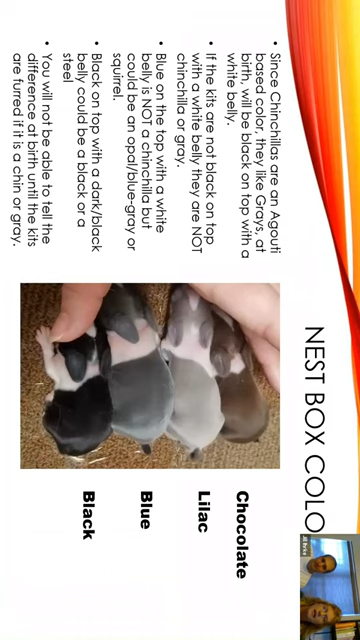 NEST BOX COLO
• Since Chinchillas are an Agouti
based color, they like Grays, at
birth, will be black on top with a
white belly.
• If the kits are not black on top
with a white belly they are NOT
chinchilla or gray.
• Blue on the top with a white
belly is NOT a chinchilla but
could be an opal/blue-gray or
squirrel.
• Black on top with a dark/black
belly could be a black or a
steel
• You will not be able to tell the
difference at birth until the kits
are furred if it is a chin or gray.
Chocolate
Lilac
Blue
Black